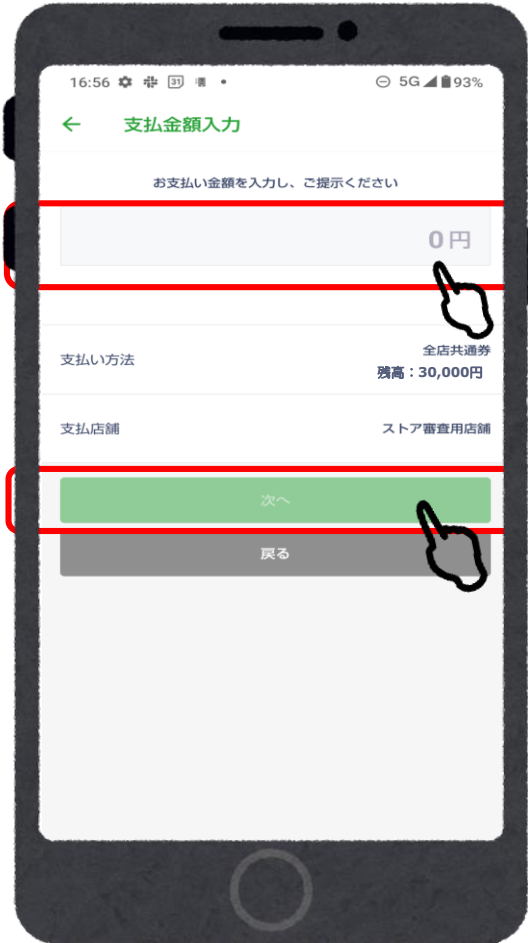 16:56 31 5G 93%
支払金額入力
お支払い金額を入力し、ご提示ください
0円
支払い方法
全店共通券
残高：30,000円
支払店舗
ストア審査用店舗
次へ
戻る